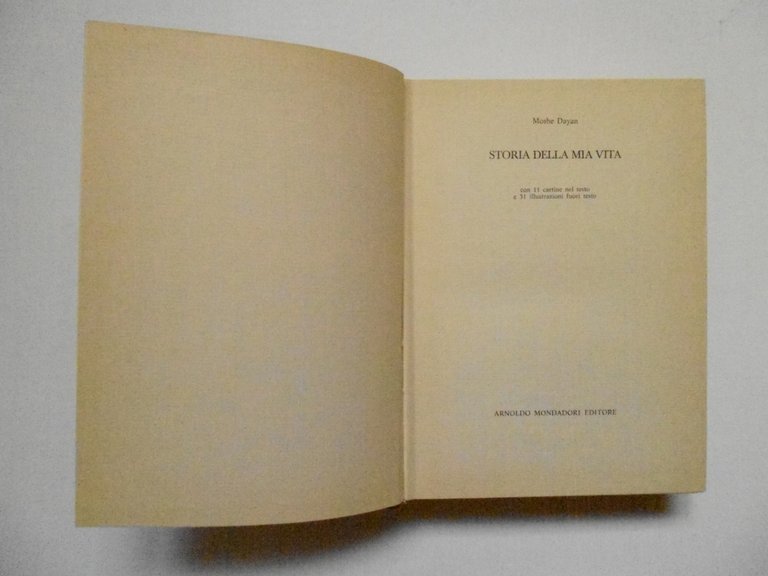 Moshe Dayan
STORIA DELLA MIA VITA
con 11 cartine nel testo
e 31 illustrazioni fuori testo
ARNOLDO MONDADORI EDITORE